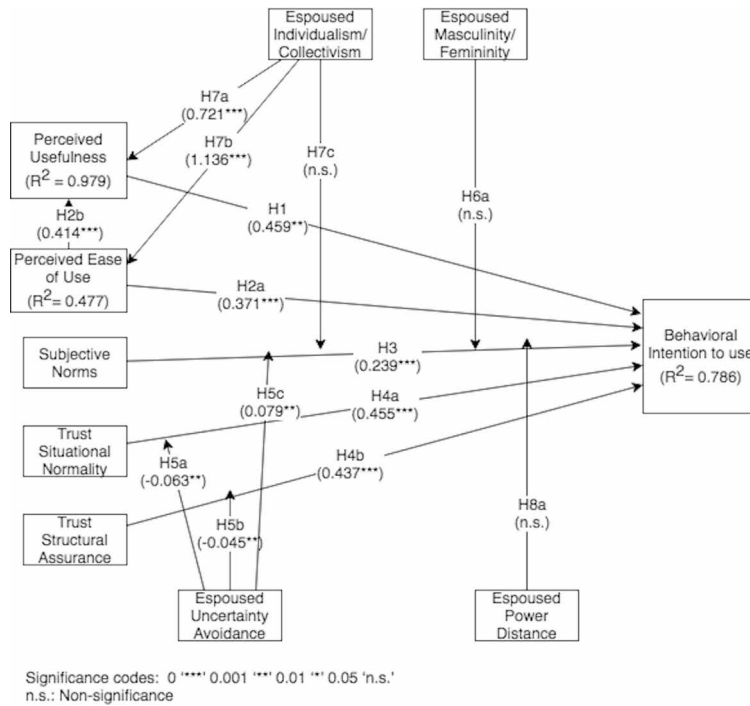 Espoused
Individualism/
Collectivism
Espoused
Masculinity/
Femininity
H7a
(0.721***)
Perceived
Usefulness
(R² = 0.979)
H7b
(1.136***)
H7c
(n.s.)
H6a
(n.s.)
H2b
(0.414***)
H1
(0.459**)
Perceived Ease
of Use
(R²= 0.477)
H2a
(0.371***)
Subjective
Norms
H3
(0.239***)
Behavioral
Intention to use
(R²= 0.786)
H5c
(0.079**)
H4a
(0.455***)
Trust
Situational
Normality
H5a
(-0.063**)
H4b
(0.437***)
Trust
Structural
Assurance
H5b
(-0.045**)
H8a
(n.s.)
Espoused
Uncertainty
Avoidance
Espoused
Power
Distance
Significance codes:  0 '***' 0.001 '**' 0.01 '*' 0.05 'n.s.'
n.s.: Non-significance